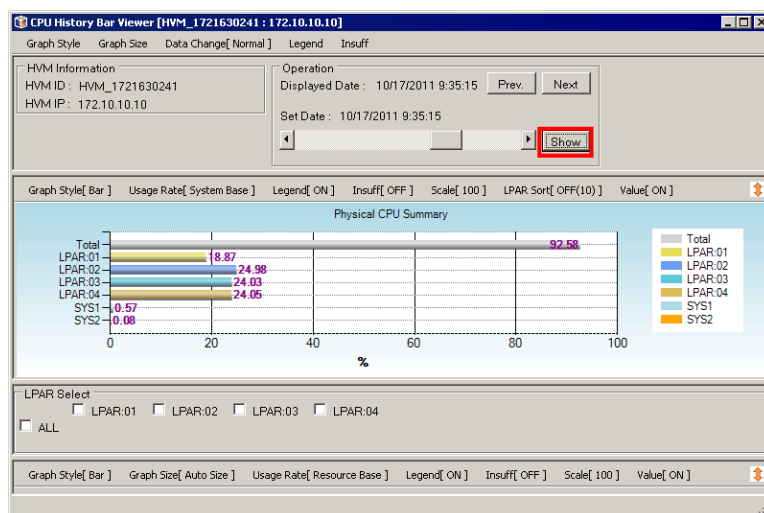 CPU History Bar Viewer [HVM_1721630241 : 172.10.10.10]
Graph Style Graph Size Data Change[ Normal ] Legend Insuff
HVM Information
HVM ID : HVM_1721630241
HVM IP : 172.10.10.10
Operation
Displayed Date : 10/17/2011 9:35:15 Prev. Next
Set Date : 10/17/2011 9:35:15
Show
Graph Style[ Bar ] Usage Rate[ System Base ] Legend[ ON ] Insuff[ OFF ] Scale[ 100 ] LPAR Sort[ OFF(10) ] Value[ ON ]
Physical CPU Summary
Total 92.58
LPAR:01 18.87
LPAR:02 24.98
LPAR:03 24.03
LPAR:04 24.05
SYS1 0.57
SYS2 0.08
0 20 40 60 80 100
%
Total
LPAR:01
LPAR:02
LPAR:03
LPAR:04
SYS1
SYS2
LPAR Select
LPAR:01 LPAR:02 LPAR:03 LPAR:04
ALL
Graph Style[ Bar ] Graph Size[ Auto Size ] Usage Rate[ Resource Base ] Legend[ ON ] Insuff[ OFF ] Scale[ 100 ] Value[ ON ]